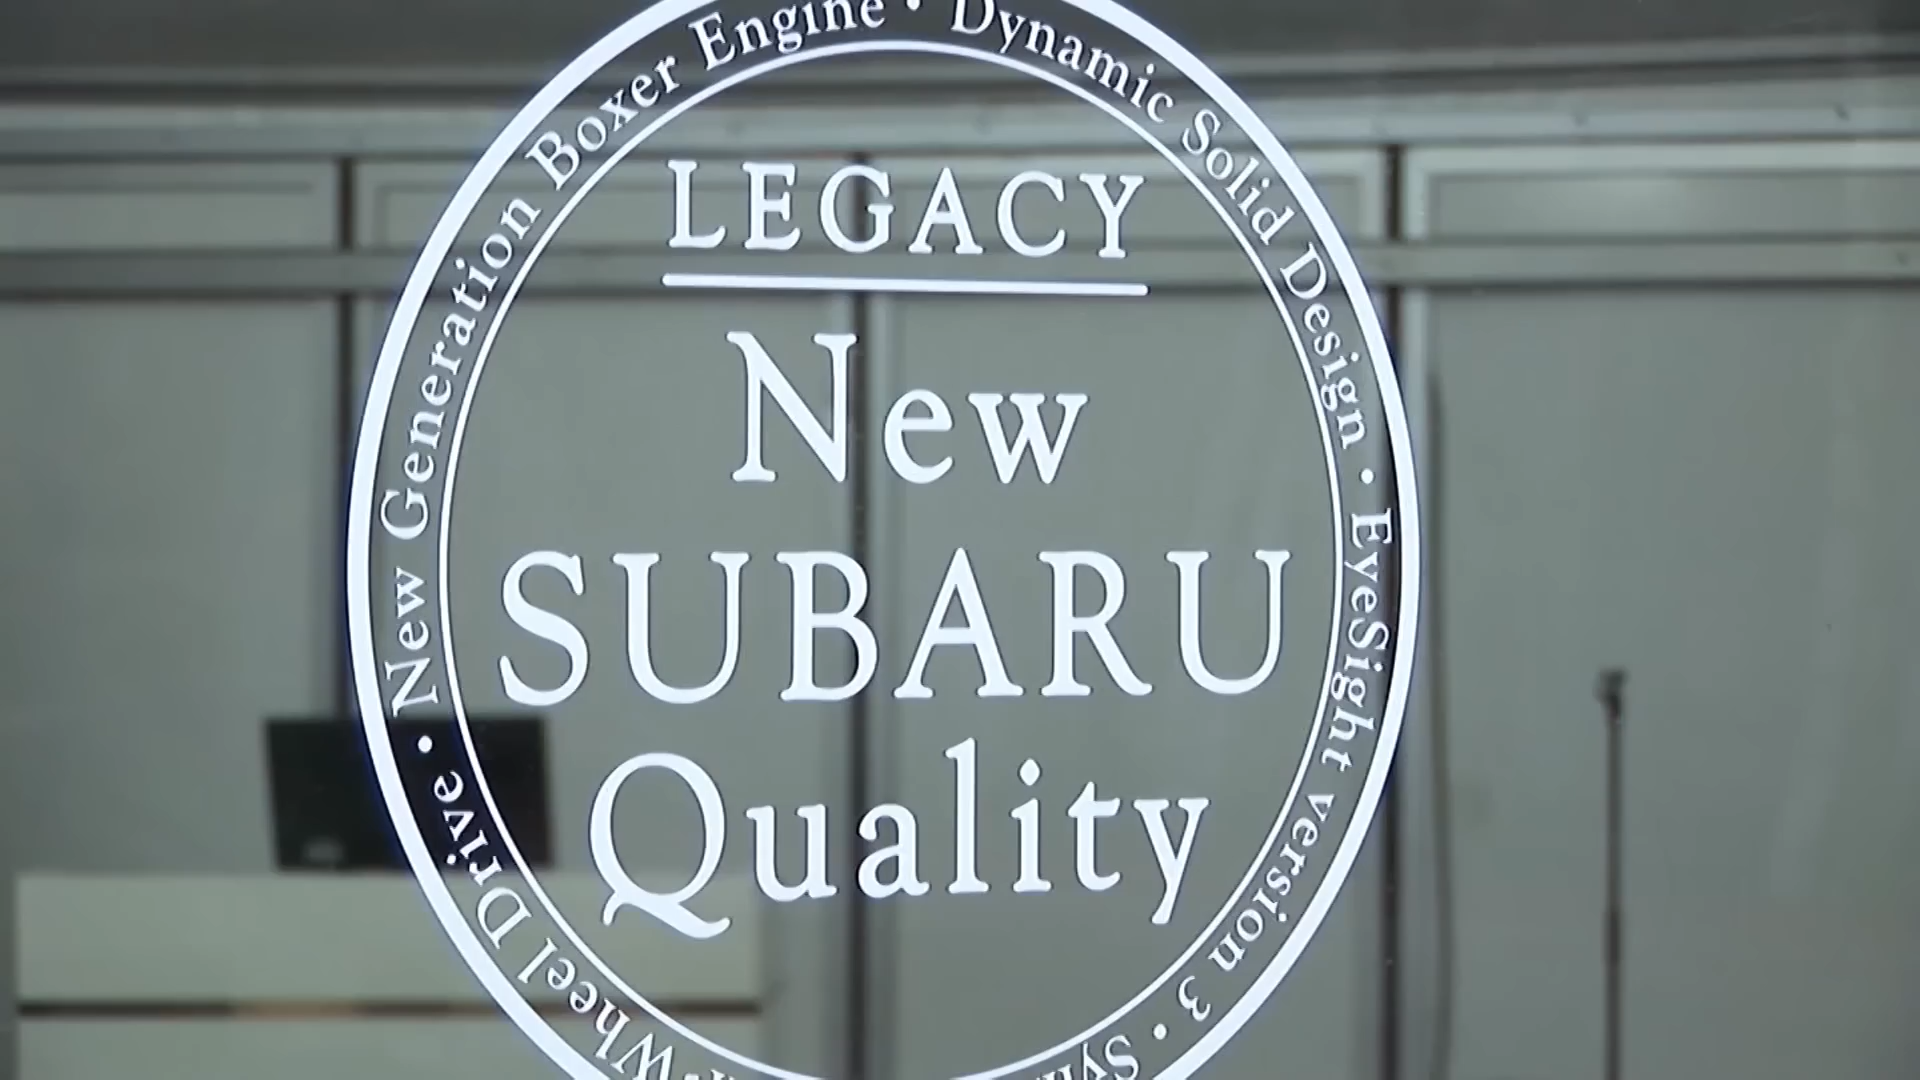 LEGACY
New
SUBARU
Quality
New Generation Boxer Engine • Dynamic Solid Design • EyeSight version 3 •
Wheel Drive •